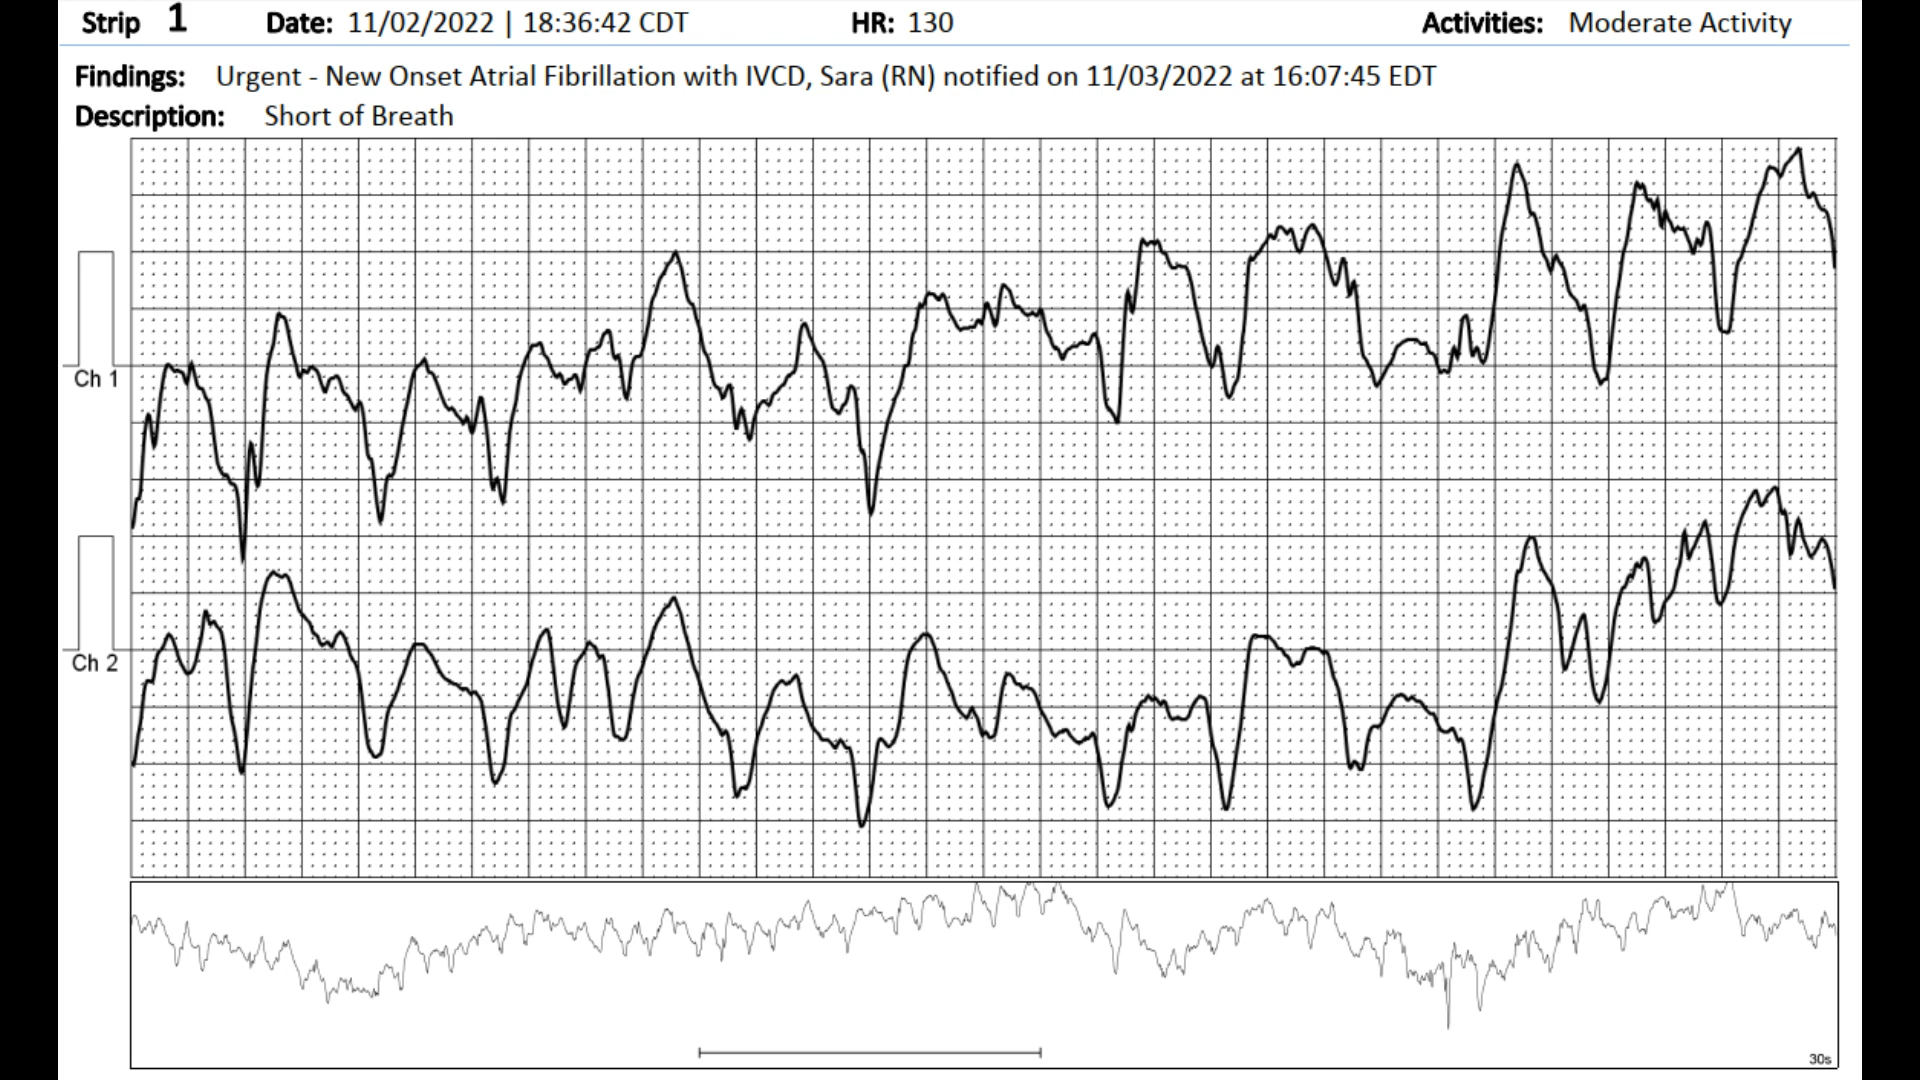 Strip 1 Date: 11/02/2022 | 18:36:42 CDT HR: 130 Activities: Moderate Activity
Findings: Urgent - New Onset Atrial Fibrillation with IVCD, Sara (RN) notified on 11/03/2022 at 16:07:45 EDT
Description: Short of Breath
Ch 1
Ch 2
30s